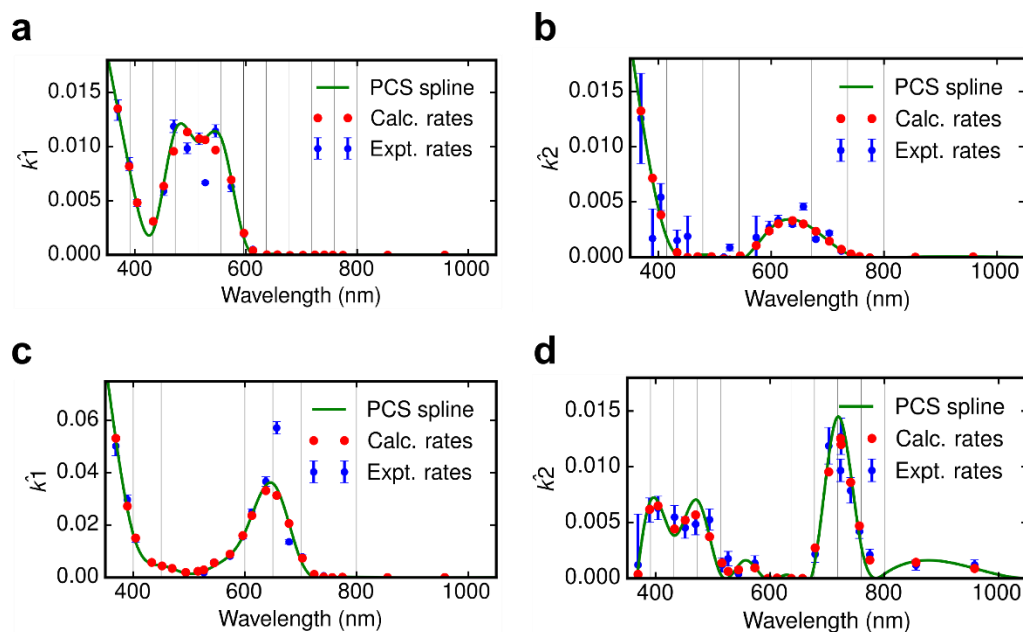 a
0.015
0.010
0.005
0.000
k̂1
PCS spline
Calc. rates
Expt. rates
400 600 800 1000
Wavelength (nm)
b
0.015
0.010
0.005
0.000
k̂2
PCS spline
Calc. rates
Expt. rates
400 600 800 1000
Wavelength (nm)
c
0.06
0.04
0.02
0.00
k̂1
PCS spline
Calc. rates
Expt. rates
400 600 800 1000
Wavelength (nm)
d
0.015
0.010
0.005
0.000
k̂2
PCS spline
Calc. rates
Expt. rates
400 600 800 1000
Wavelength (nm)